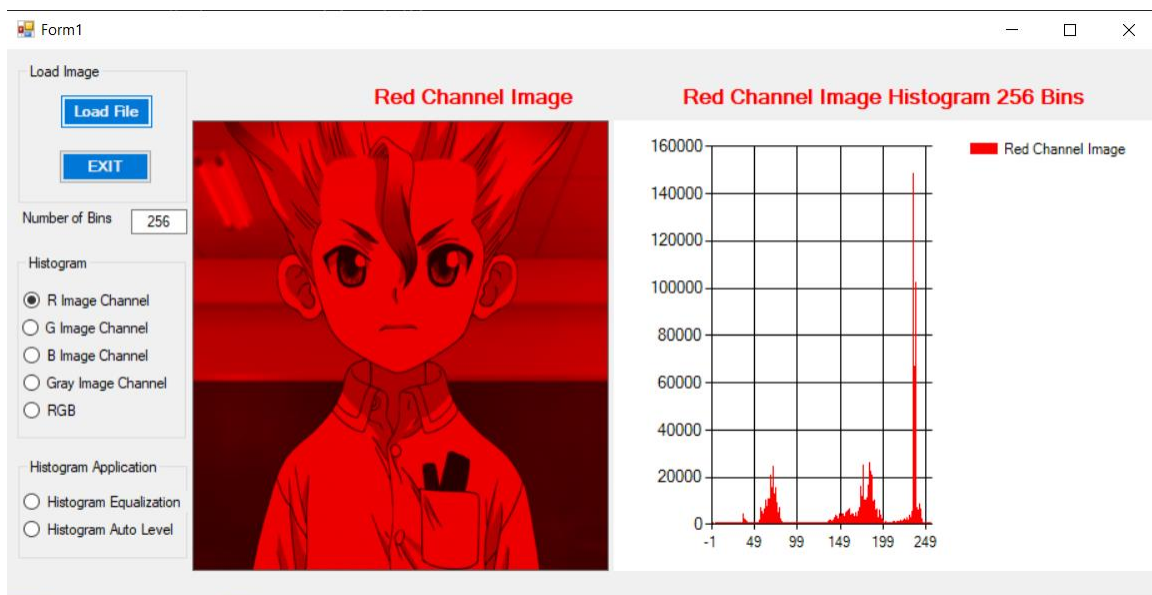 Form1
Load Image
Load File
EXIT
Number of Bins 256
Histogram
R Image Channel
G Image Channel
B Image Channel
Gray Image Channel
RGB
Histogram Application
Histogram Equalization
Histogram Auto Level
Red Channel Image
Red Channel Image Histogram 256 Bins
160000
140000
120000
100000
80000
60000
40000
20000
0
-1 49 99 149 199 249
Red Channel Image